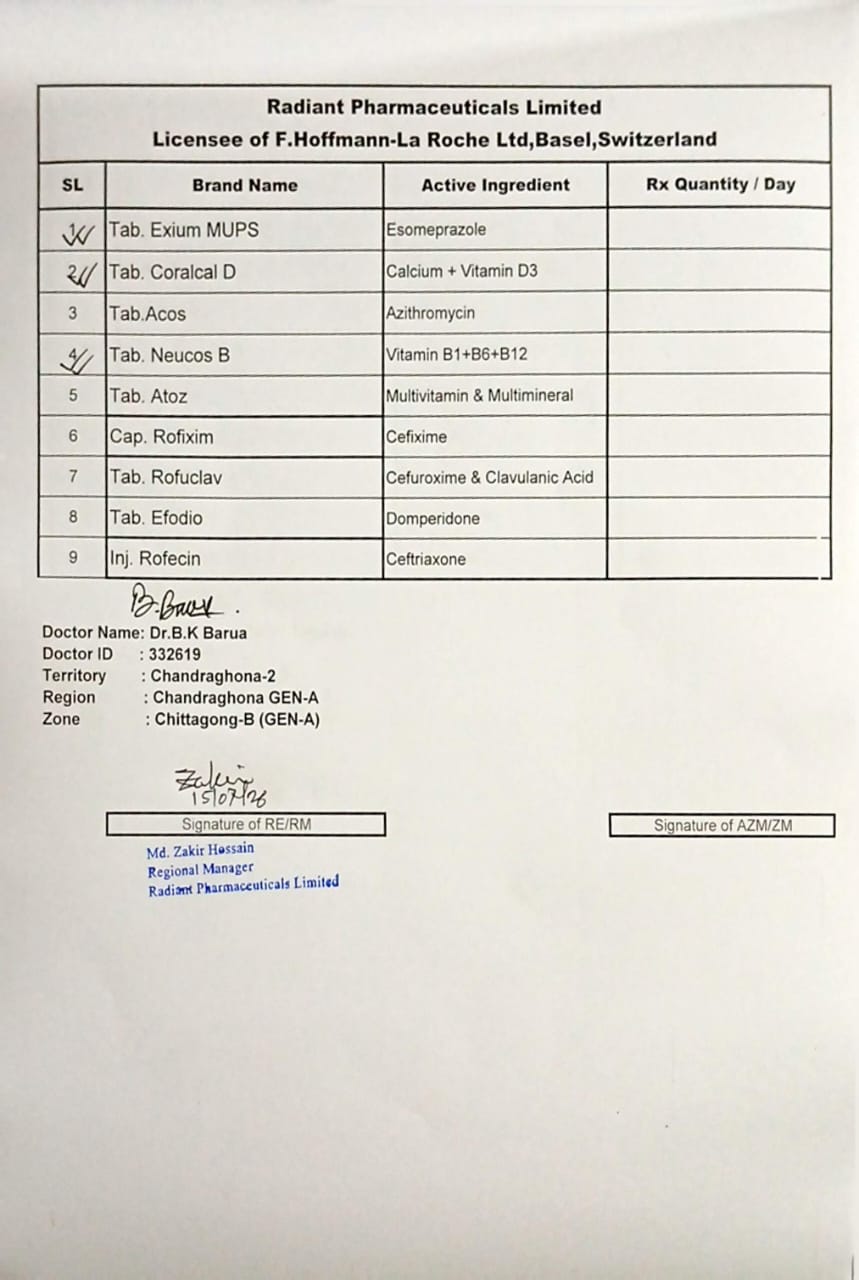 Radiant Pharmaceuticals Limited
Licensee of F.Hoffmann-La Roche Ltd,Basel,Switzerland
SL Brand Name Active Ingredient Rx Quantity / Day
1 Tab. Exium MUPS Esomeprazole
2 Tab. Coralcal D Calcium + Vitamin D3
3 Tab.Acos Azithromycin
4 Tab. Neucos B Vitamin B1+B6+B12
5 Tab. Atoz Multivitamin & Multimineral
6 Cap. Rofixim Cefixime
7 Tab. Rofuclav Cefuroxime & Clavulanic Acid
8 Tab. Efodio Domperidone
9 Inj. Rofecin Ceftriaxone
Doctor Name: Dr.B.K Barua
Doctor ID : 332619
Territory : Chandraghona-2
Region : Chandraghona GEN-A
Zone : Chittagong-B (GEN-A)
Zakir
15/07/26
Signature of RE/RM Signature of AZM/ZM
Md. Zakir Hossain
Regional Manager
Radiant Pharmaceuticals Limited